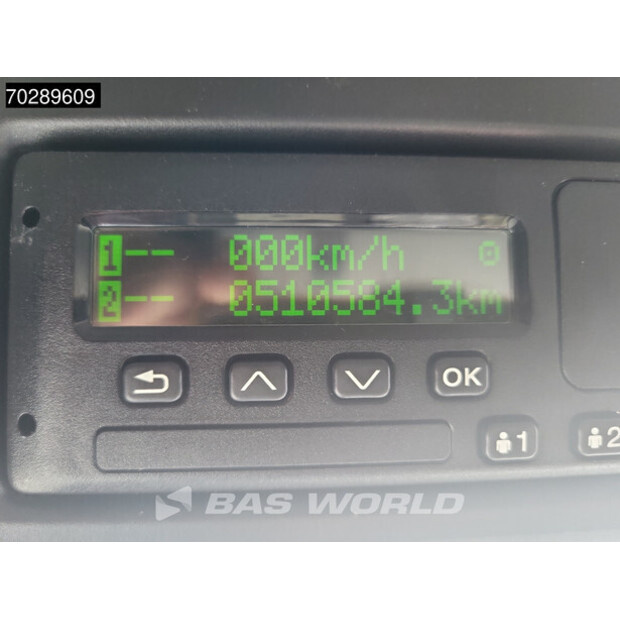 70289609
1-- 000km/h o
2-- 0510584.3km
OK
1
2
BAS WORLD